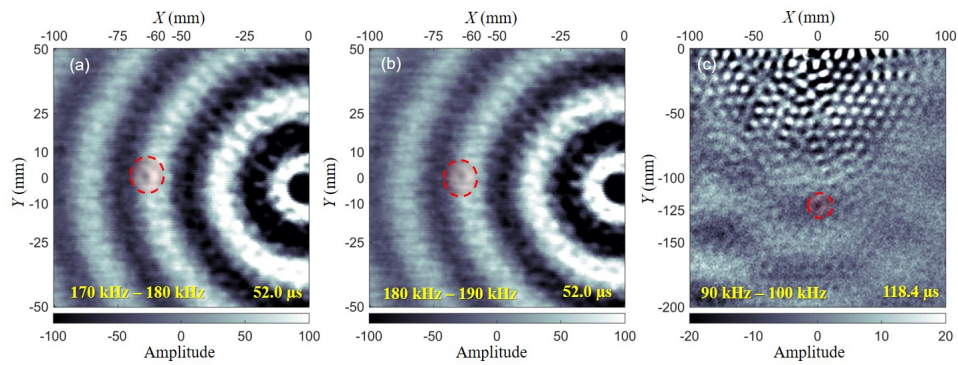 X (mm)
-100 -75 -60 -50 -25 0
50
25
10
0
-10
-25
-50
Y (mm)
(a)
170 kHz – 180 kHz 52.0 μs
-100 -50 0 50 100
Amplitude
X (mm)
-100 -75 -60 -50 -25 0
50
25
10
0
-10
-25
-50
Y (mm)
(b)
180 kHz – 190 kHz 52.0 μs
-100 -50 0 50 100
Amplitude
X (mm)
-100 -50 0 50 100
0
-50
-100
-125
-150
-200
Y (mm)
(c)
90 kHz – 100 kHz 118.4 μs
-20 -10 0 10 20
Amplitude